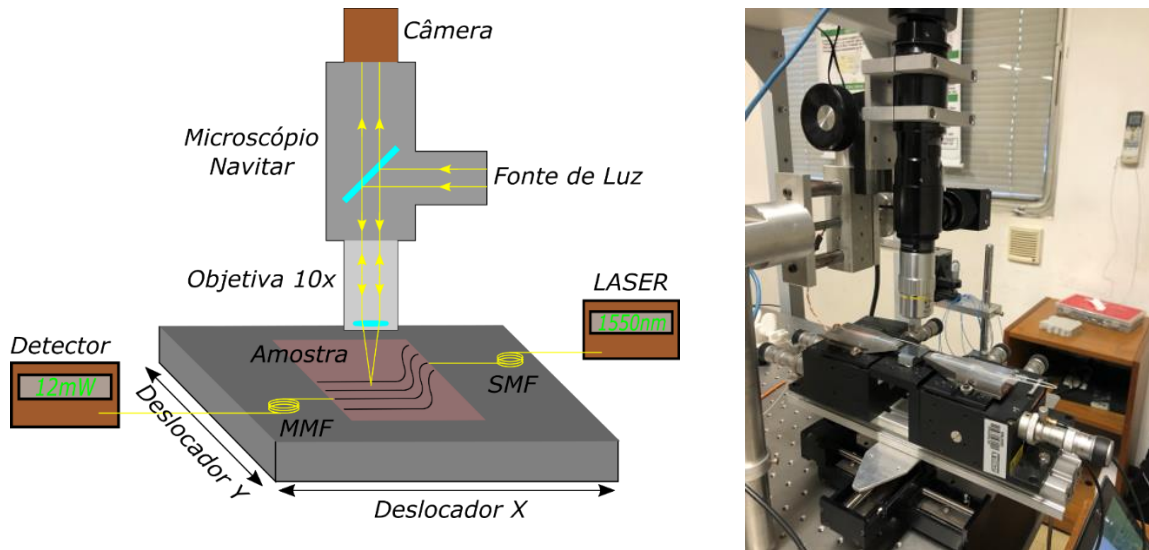 Câmera
Microscópio
Navitar
Fonte de Luz
Objetiva 10x
LASER
1550nm
Amostra
Detector
12mW
SMF
MMF
Deslocador Y
Deslocador X